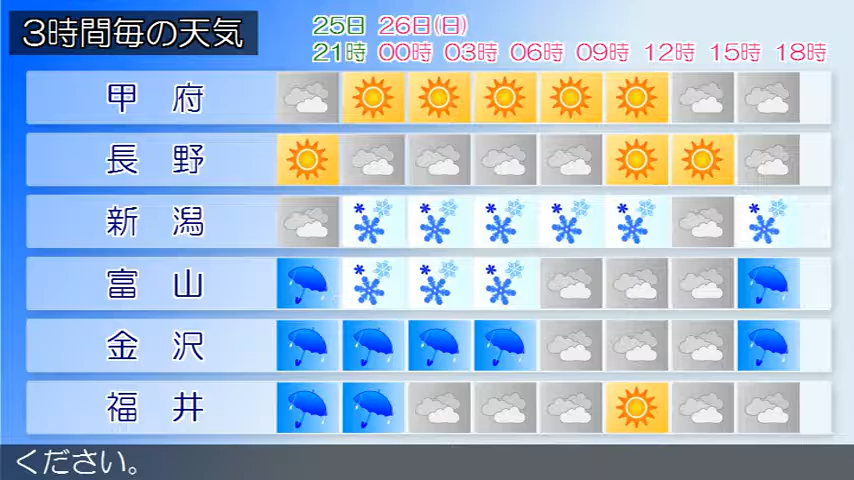 3時間毎の天気
25日 26日(日)
21時 00時 03時 06時 09時 12時 15時 18時
甲府
長野
新潟
富山
金沢
福井
ください。